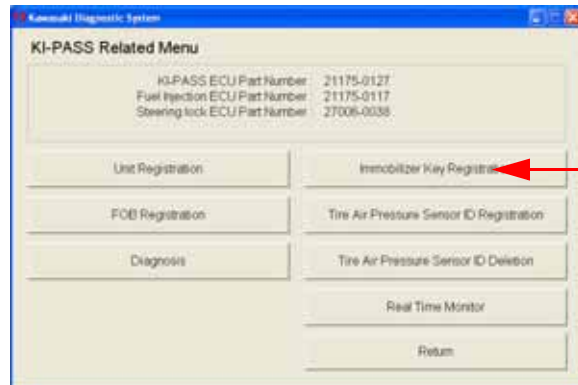 Kawasaki Diagnostic System
KI-PASS Related Menu
KI-PASS ECU Part Number 21175-0127
Fuel Injection ECU Part Number 21175-0117
Steering lock ECU Part Number 27006-0038
Unit Registration
Immobilizer Key Registrati
FOB Registration
Tire Air Pressure Sensor ID Registration
Diagnosis
Tire Air Pressure Sensor ID Deletion
Real Time Monitor
Return